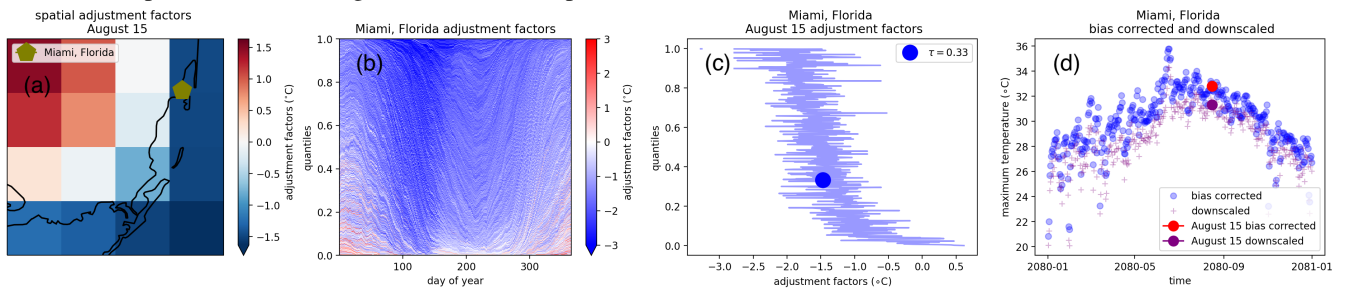 spatial adjustment factors
August 15
Miami, Florida
(a)
1.5
1.0
0.5
0.0
−0.5
−1.0
−1.5
adjustment factors (°C)
Miami, Florida adjustment factors
(b)
1.0
0.8
0.6
0.4
0.2
0.0
quantiles
100
200
300
day of year
3
2
1
0
−1
−2
−3
adjustment factors (°C)
Miami, Florida
August 15 adjustment factors
(c)
τ = 0.33
1.0
0.8
0.6
0.4
0.2
0.0
quantiles
−3.0
−2.5
−2.0
−1.5
−1.0
−0.5
0.0
0.5
adjustment factors (∘C)
Miami, Florida
bias corrected and downscaled
(d)
36
34
32
30
28
26
24
22
20
maximum temperature (∘C)
bias corrected
downscaled
August 15 bias corrected
August 15 downscaled
2080-01
2080-05
2080-09
2081-01
time